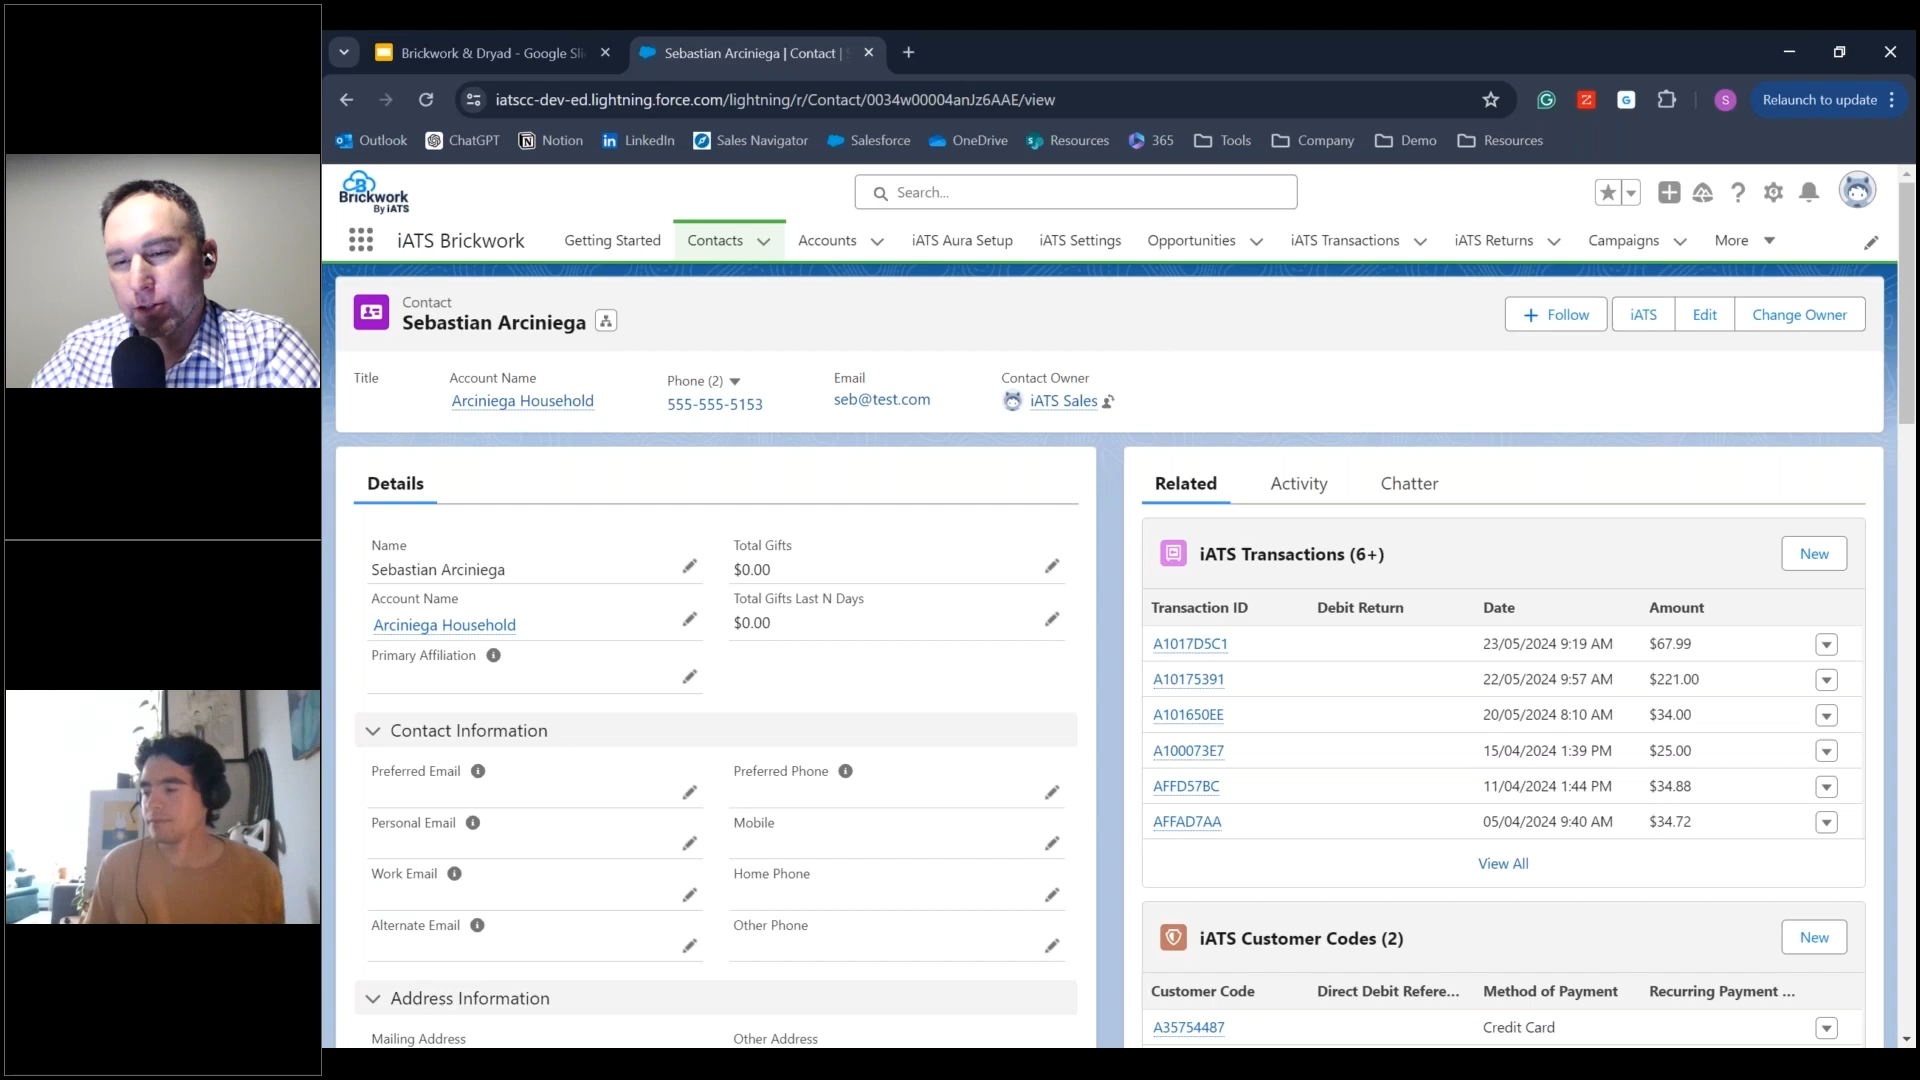 Brickwork & Dryad - Google Sli
Sebastian Arciniega | Contact |
iatscc-dev-ed.lightning.force.com/lightning/r/Contact/0034w00004anJz6AAE/view
S
Relaunch to update
Outlook
ChatGPT
Notion
LinkedIn
Sales Navigator
Salesforce
OneDrive
Resources
365
Tools
Company
Demo
Resources
Brickwork
By iATS
Search...
iATS Brickwork
Getting Started
Contacts
Accounts
iATS Aura Setup
iATS Settings
Opportunities
iATS Transactions
iATS Returns
Campaigns
More
Contact
Sebastian Arciniega
Follow
iATS
Edit
Change Owner
Title
Account Name
Arciniega Household
Phone (2)
555-555-5153
Email
seb@test.com
Contact Owner
iATS Sales
Details
Name
Sebastian Arciniega
Total Gifts
$0.00
Account Name
Arciniega Household
Total Gifts Last N Days
$0.00
Primary Affiliation
Contact Information
Preferred Email
Preferred Phone
Personal Email
Mobile
Work Email
Home Phone
Alternate Email
Other Phone
Address Information
Mailing Address
Other Address
Related
Activity
Chatter
iATS Transactions (6+)
New
Transaction ID Debit Return Date Amount
A1017D5C1 23/05/2024 9:19 AM $67.99
A10175391 22/05/2024 9:57 AM $221.00
A101650EE 20/05/2024 8:10 AM $34.00
A100073E7 15/04/2024 1:39 PM $25.00
AFFD57BC 11/04/2024 1:44 PM $34.88
AFFAD7AA 05/04/2024 9:40 AM $34.72
View All
iATS Customer Codes (2)
New
Customer Code Direct Debit Refere... Method of Payment Recurring Payment ...
A35754487 Credit Card